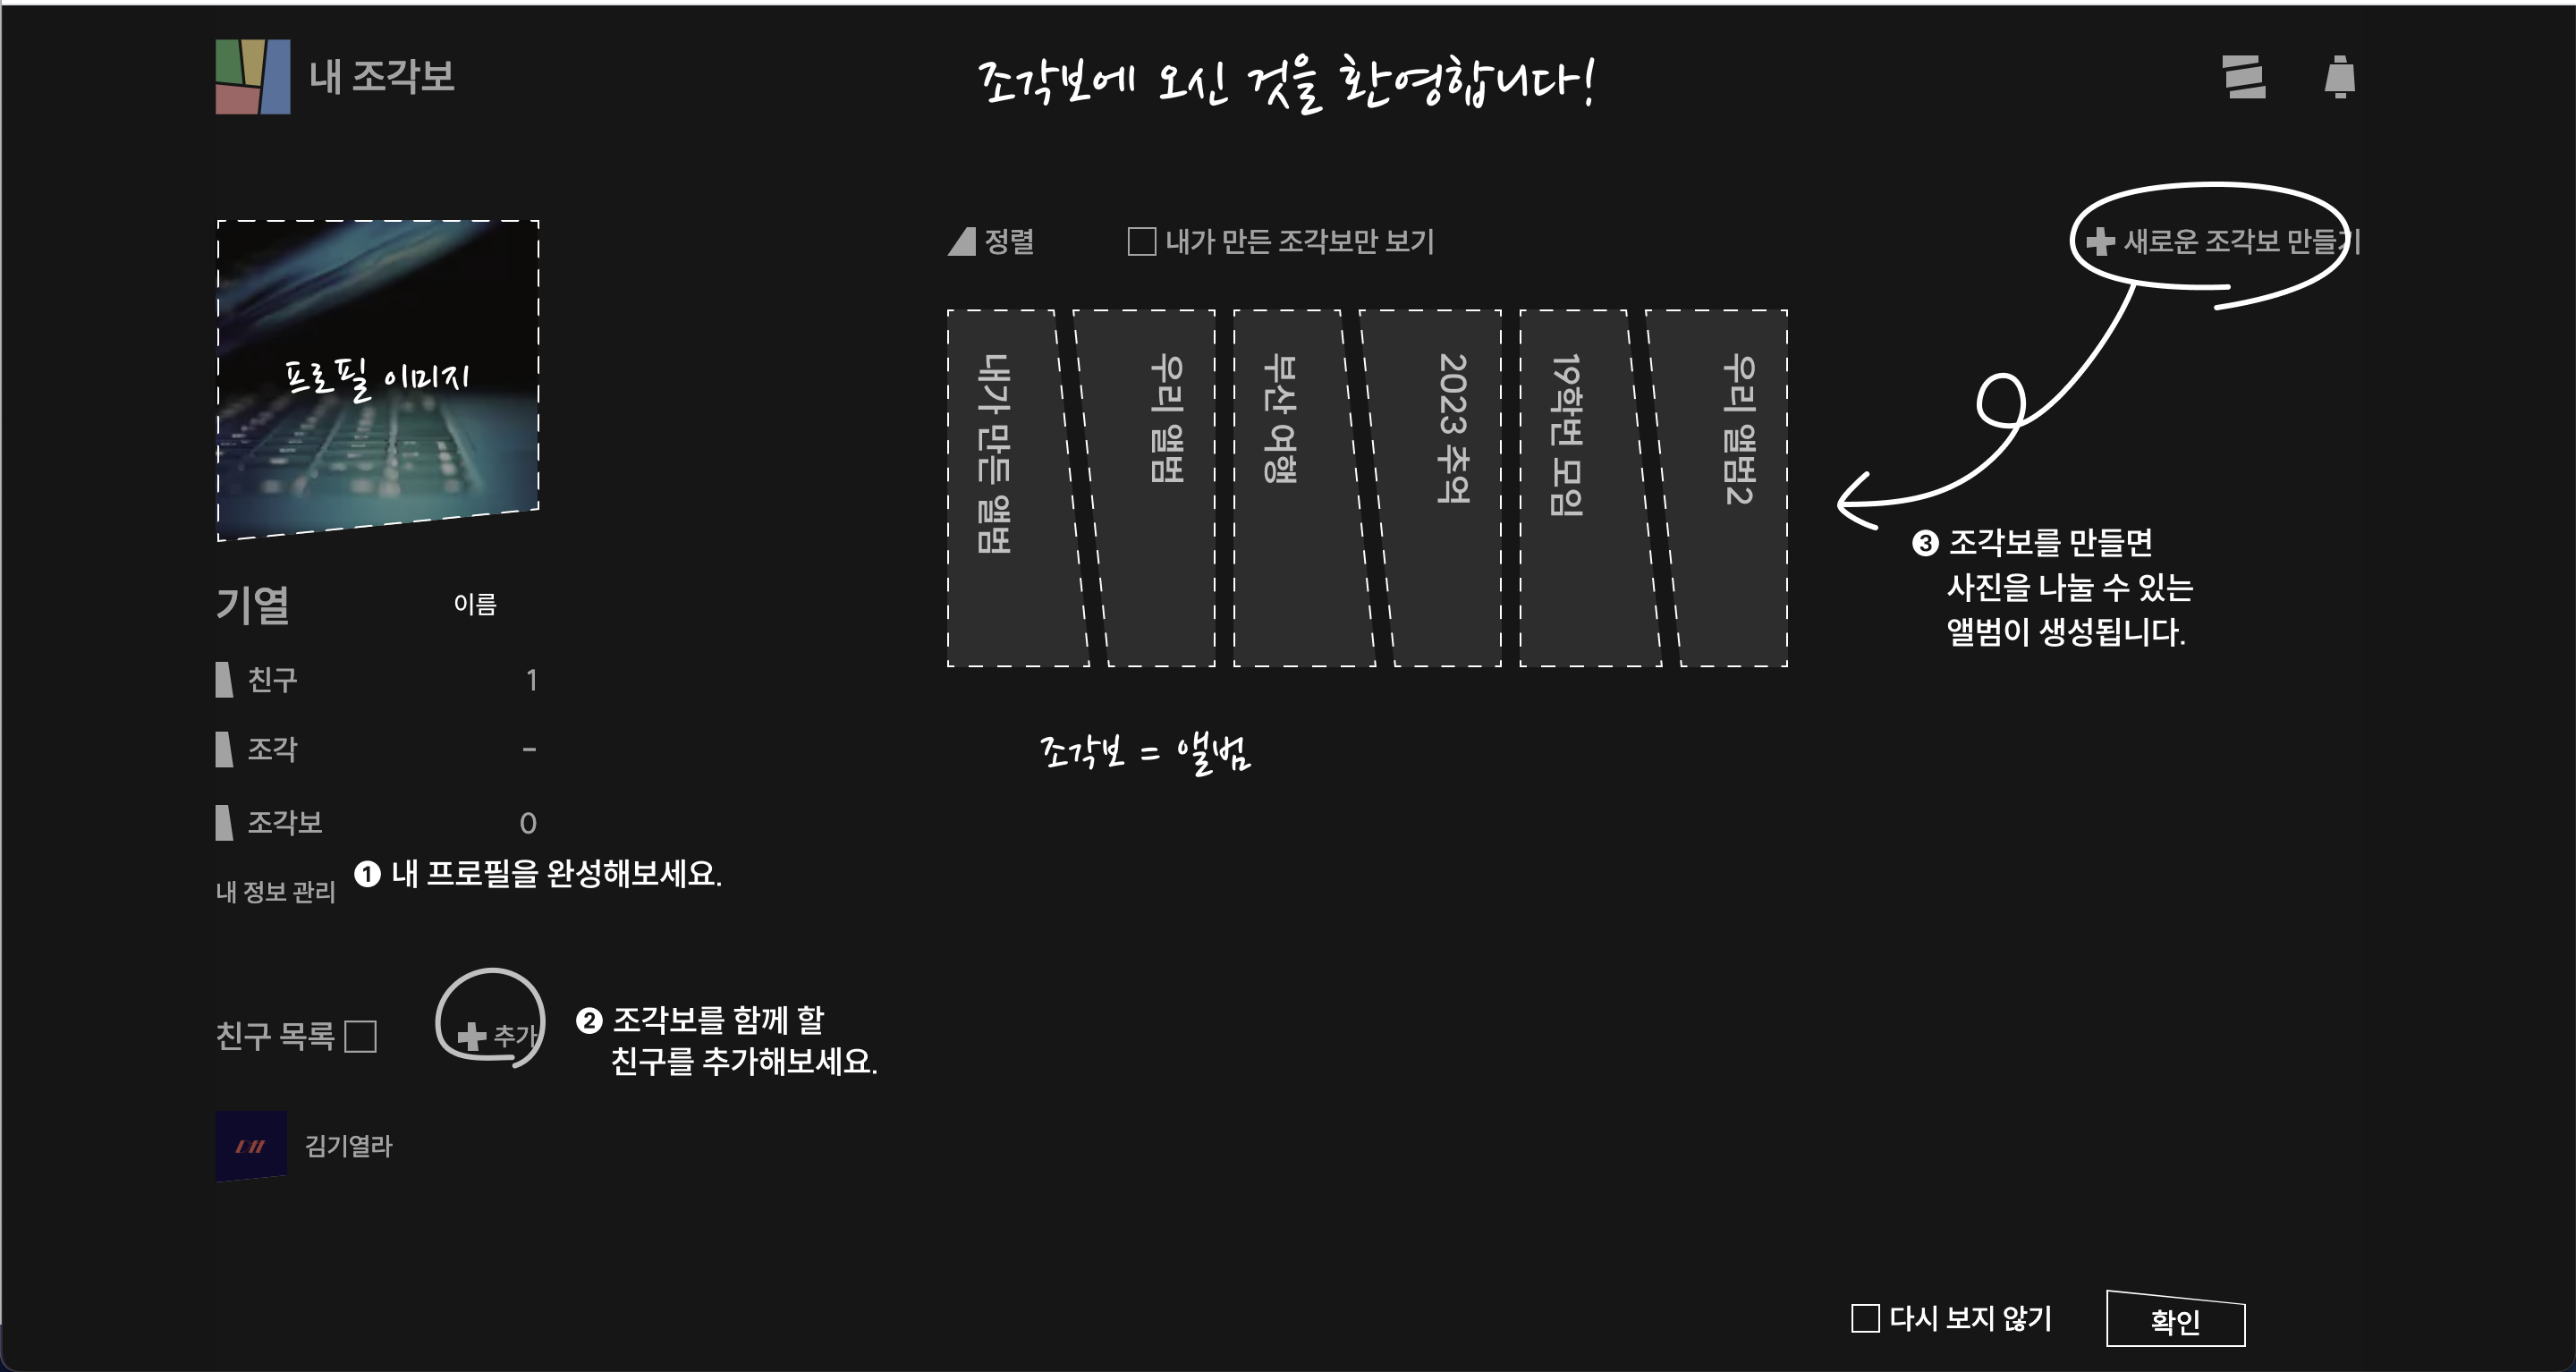 내 조각보
조각보에 오신 것을 환영합니다!
정렬
내가 만든 조각보만 보기
새로운 조각보 만들기
프로필 이미지
내가 만든 앨범
우리 앨범
부산 여행
2023 추억
19학번 모임
우리 앨범2
❸ 조각보를 만들면
사진을 나눌 수 있는
앨범이 생성됩니다.
기열
이름
친구 1
조각 -
조각보 0
조각보 = 앨범
내 정보 관리
❶ 내 프로필을 완성해보세요.
친구 목록
추가
❷ 조각보를 함께 할
친구를 추가해보세요.
김기열라
다시 보지 않기
확인